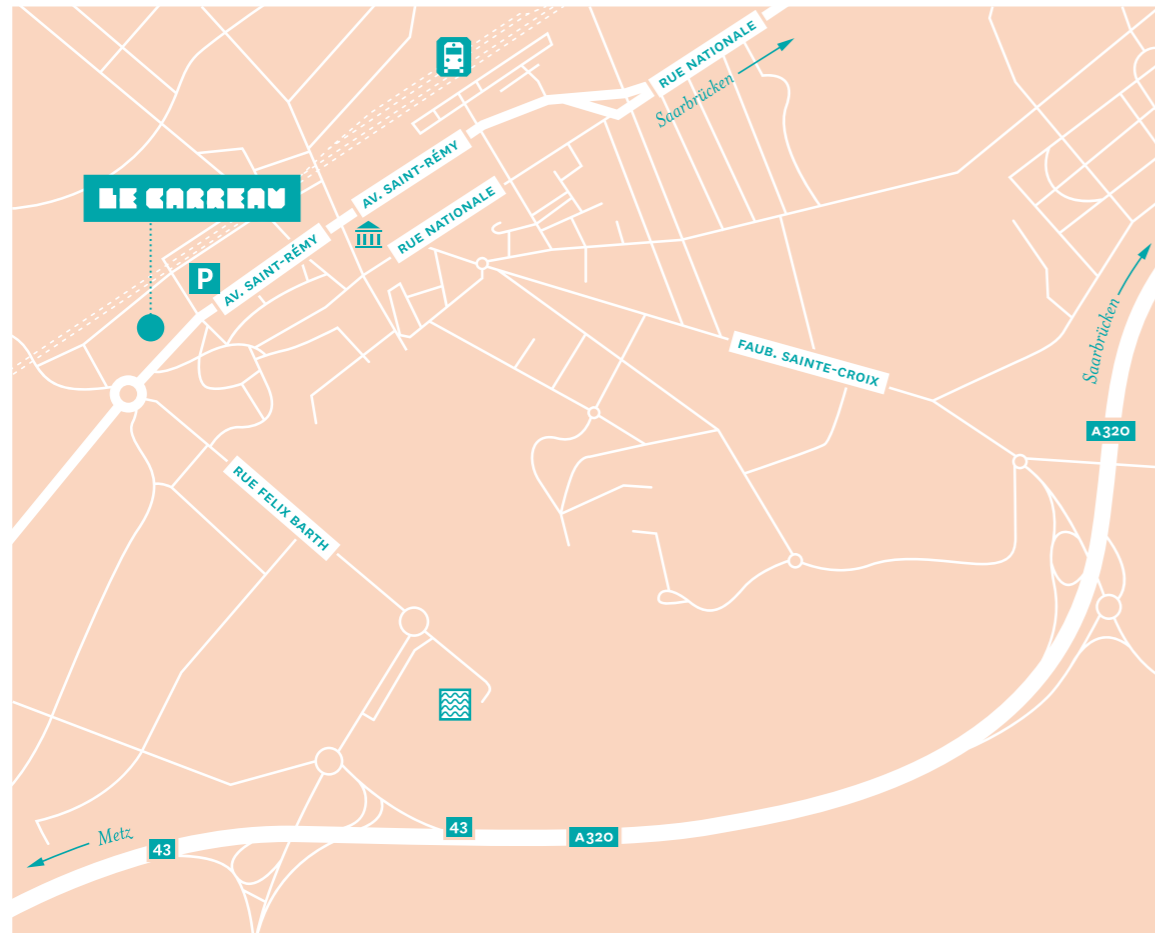 RUE NATIONALE
Saarbrücken
AV. SAINT-RÉMY
LE CARREAU
RUE NATIONALE
AV. SAINT-RÉMY
P
Saarbrücken
FAUB. SAINTE-CROIX
A320
RUE FELIX BARTH
43
A320
Metz
43